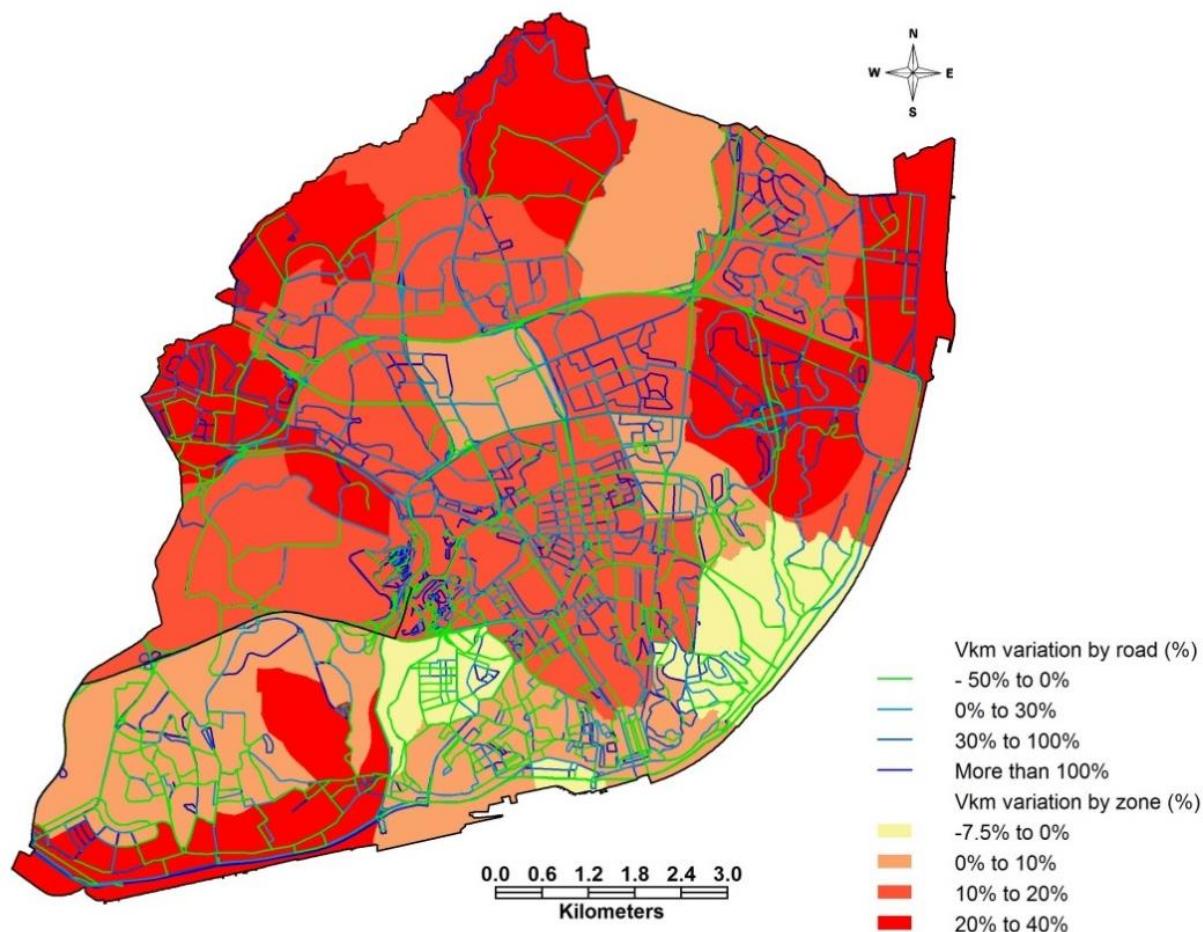 N
W E
S
Vkm variation by road (%)
- 50% to 0%
0% to 30%
30% to 100%
More than 100%
Vkm variation by zone (%)
-7.5% to 0%
0% to 10%
10% to 20%
20% to 40%
0.0 0.6 1.2 1.8 2.4 3.0
Kilometers